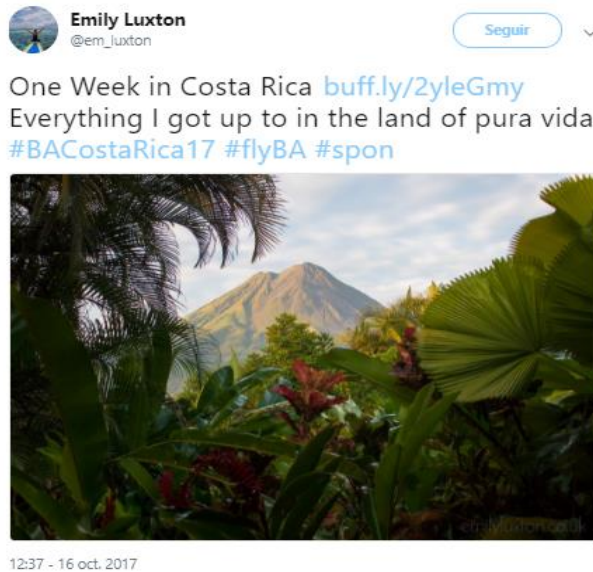 Emily Luxton
@em_luxton
Seguir
One Week in Costa Rica buff.ly/2yleGmy
Everything I got up to in the land of pura vida
#BACostaRica17 #flyBA #spon
emilyluxton.co.uk
12:37 - 16 oct. 2017